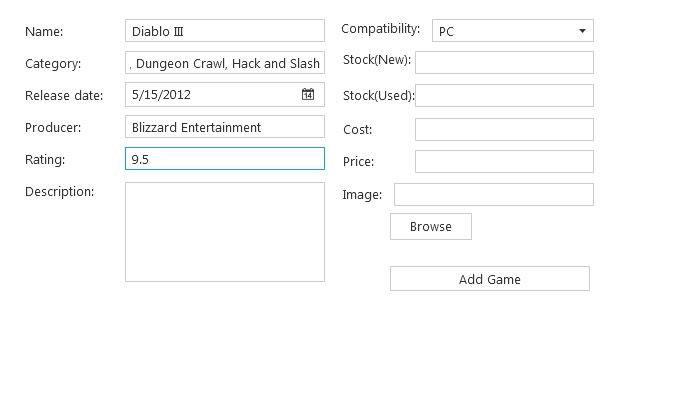 Name: Diablo III
Category: , Dungeon Crawl, Hack and Slash
Release date: 5/15/2012 14
Producer: Blizzard Entertainment
Rating: 9.5
Description:
Compatibility: PC
Stock(New):
Stock(Used):
Cost:
Price:
Image:
Browse
Add Game